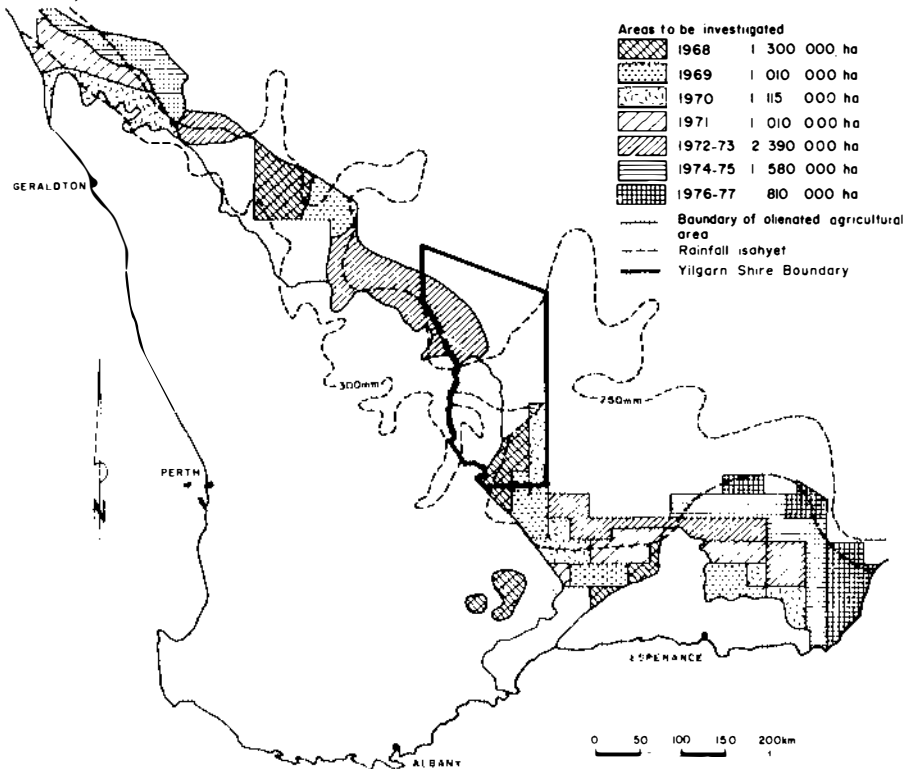 Areas to be investigated
1968 1 300 000 ha
1969 1 010 000 ha
1970 1 115 000 ha
1971 1 010 000 ha
1972-73 2 390 000 ha
1974-75 1 580 000 ha
1976-77 810 000 ha
Boundary of alienated agricultural
area
Rainfall isohyet
Yilgarn Shire Boundary
GERALDTON
300mm
250mm
PERTH
N
ESPERANCE
ALBANY
0 50 100 150 200km